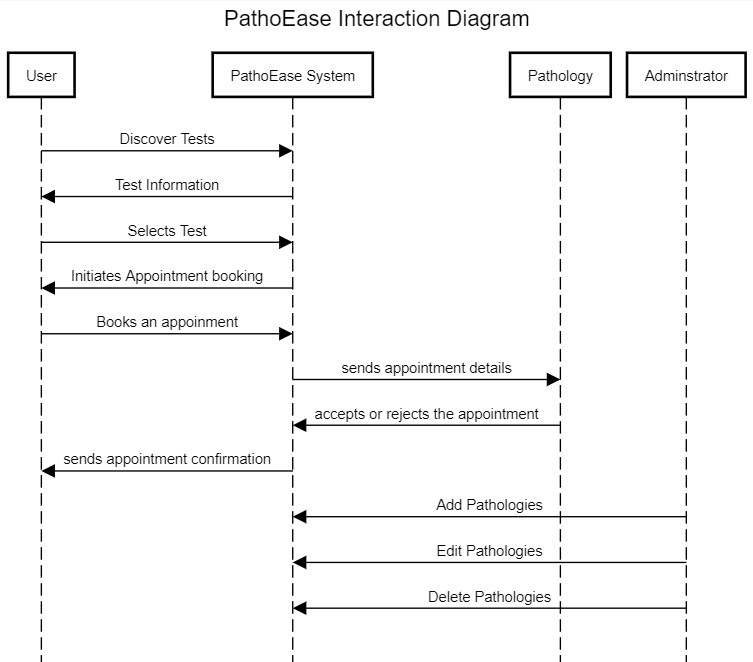 PathoEase Interaction Diagram
User
PathoEase System
Pathology
Adminstrator
Discover Tests
Test Information
Selects Test
Initiates Appointment booking
Books an appoinment
sends appointment details
accepts or rejects the appointment
sends appointment confirmation
Add Pathologies
Edit Pathologies
Delete Pathologies